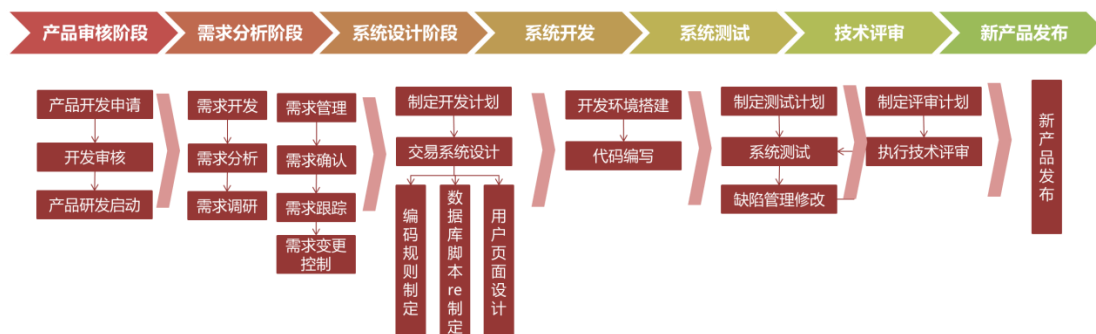 产品审核阶段
需求分析阶段
系统设计阶段
系统开发
系统测试
技术评审
新产品发布
产品开发申请
开发审核
产品研发启动
需求开发
需求分析
需求调研
需求管理
需求确认
需求跟踪
需求变更
控制
制定开发计划
交易系统设计
编码规则制定
数据库脚本re制定
用户页面设计
开发环境搭建
代码编写
制定测试计划
系统测试
缺陷管理修改
制定评审计划
执行技术评审
新产品发布